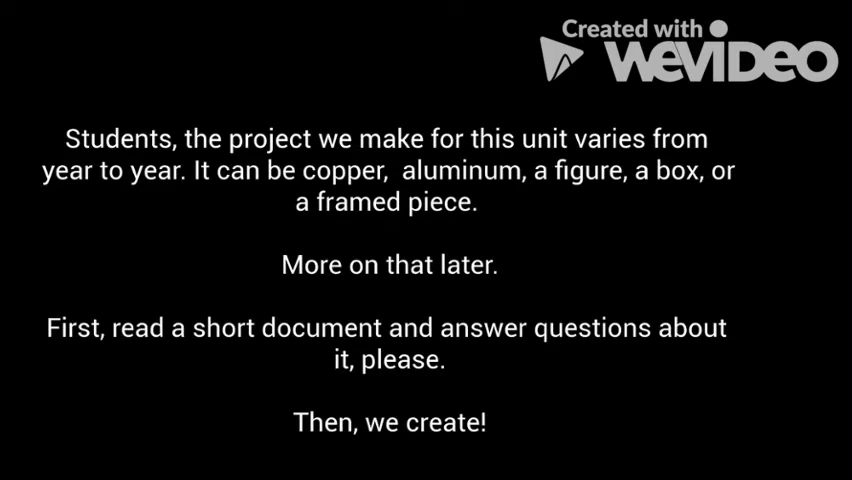 Created with
WEVIDEO
Students, the project we make for this unit varies from
year to year. It can be copper,  aluminum, a figure, a box, or
a framed piece.
More on that later.
First, read a short document and answer questions about
it, please.
Then, we create!